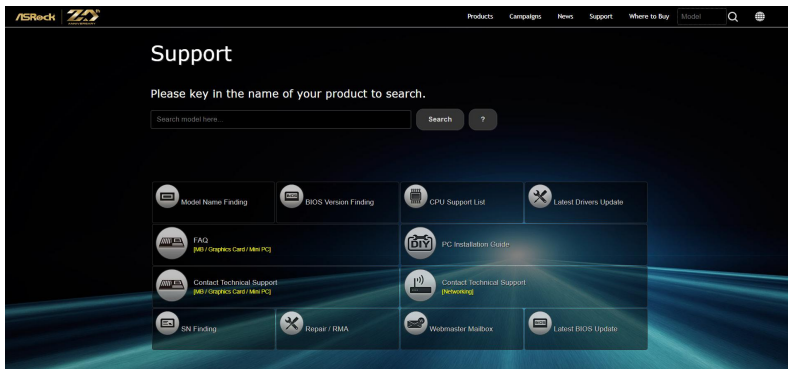 ASRock
Products Campaigns News Support Where to Buy Model
Support
Please key in the name of your product to search.
Search model here...
Search ?
Model Name Finding
BIOS Version Finding
CPU Support List
Latest Drivers Update
FAQ
[MB / Graphics Card / Mini PC]
DIY
PC Installation Guide
Contact Technical Support
[MB / Graphics Card / Mini PC]
Contact Technical Support
[Networking]
SN Finding
Repair / RMA
Webmaster Mailbox
BIOS
Latest BIOS Update